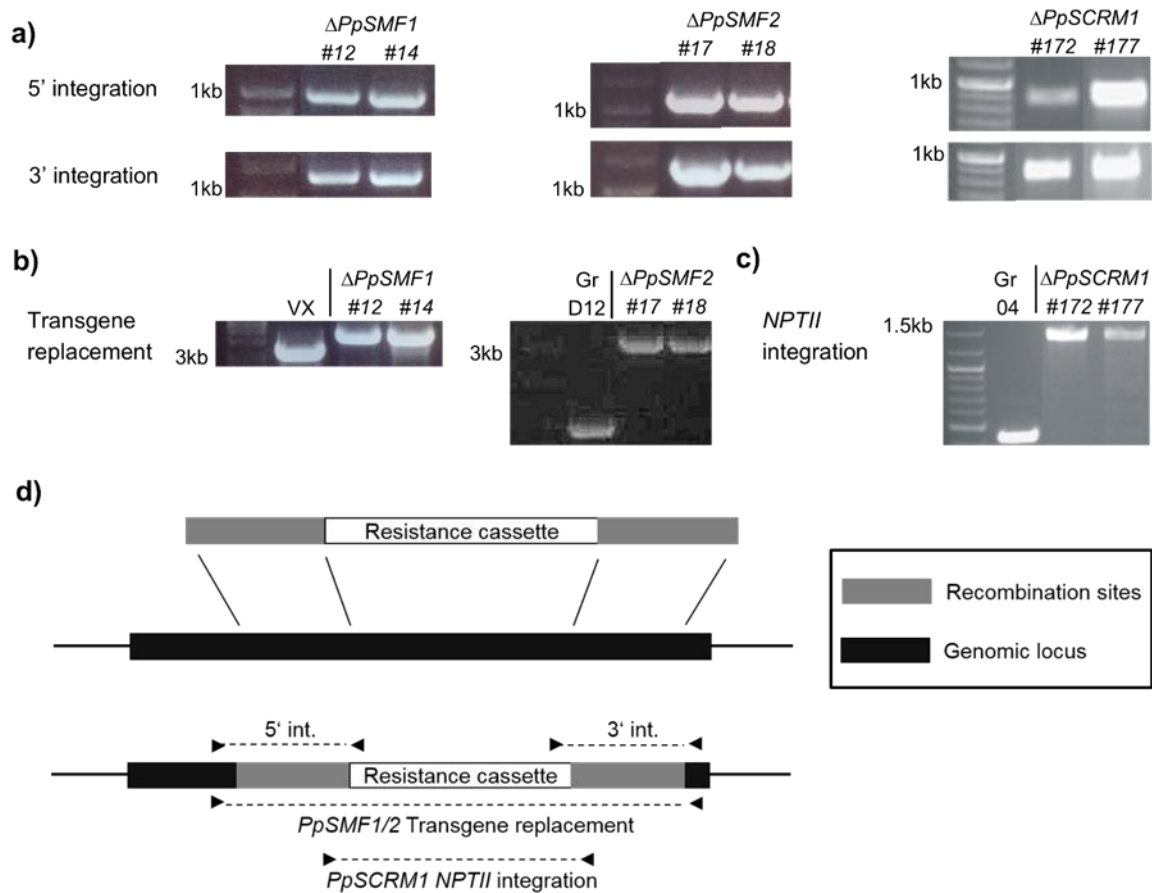 a)
ΔPpSMF1
#12 #14
ΔPpSMF2
#17 #18
ΔPpSCRM1
#172 #177
5' integration
1kb
1kb
1kb
3' integration
1kb
1kb
1kb
b)
ΔPpSMF1
VX #12 #14
Transgene
replacement
3kb
Gr ΔPpSMF2
D12 #17 #18
3kb
c)
Gr ΔPpSCRM1
04 #172 #177
NPTII
integration
1.5kb
d)
Resistance cassette
Recombination sites
Genomic locus
5‘ int.
3‘ int.
Resistance cassette
PpSMF1/2 Transgene replacement
PpSCRM1 NPTII integration